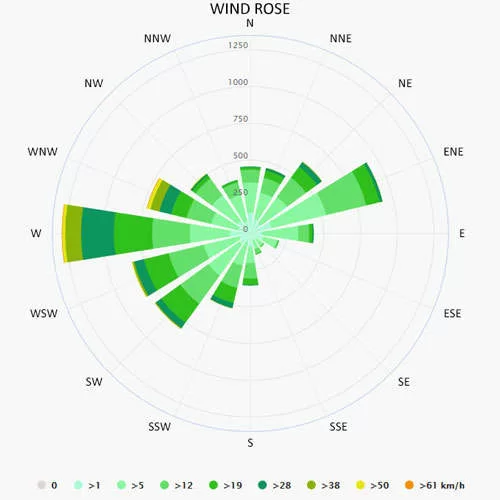 WIND ROSE
N
NNW
NNE
1250
NW
NE
1000
750
WNW
ENE
500
250
W
0
E
WSW
ESE
SW
SE
SSW
SSE
S
0 >1 >5 >12 >19 >28 >38 >50 >61 km/h